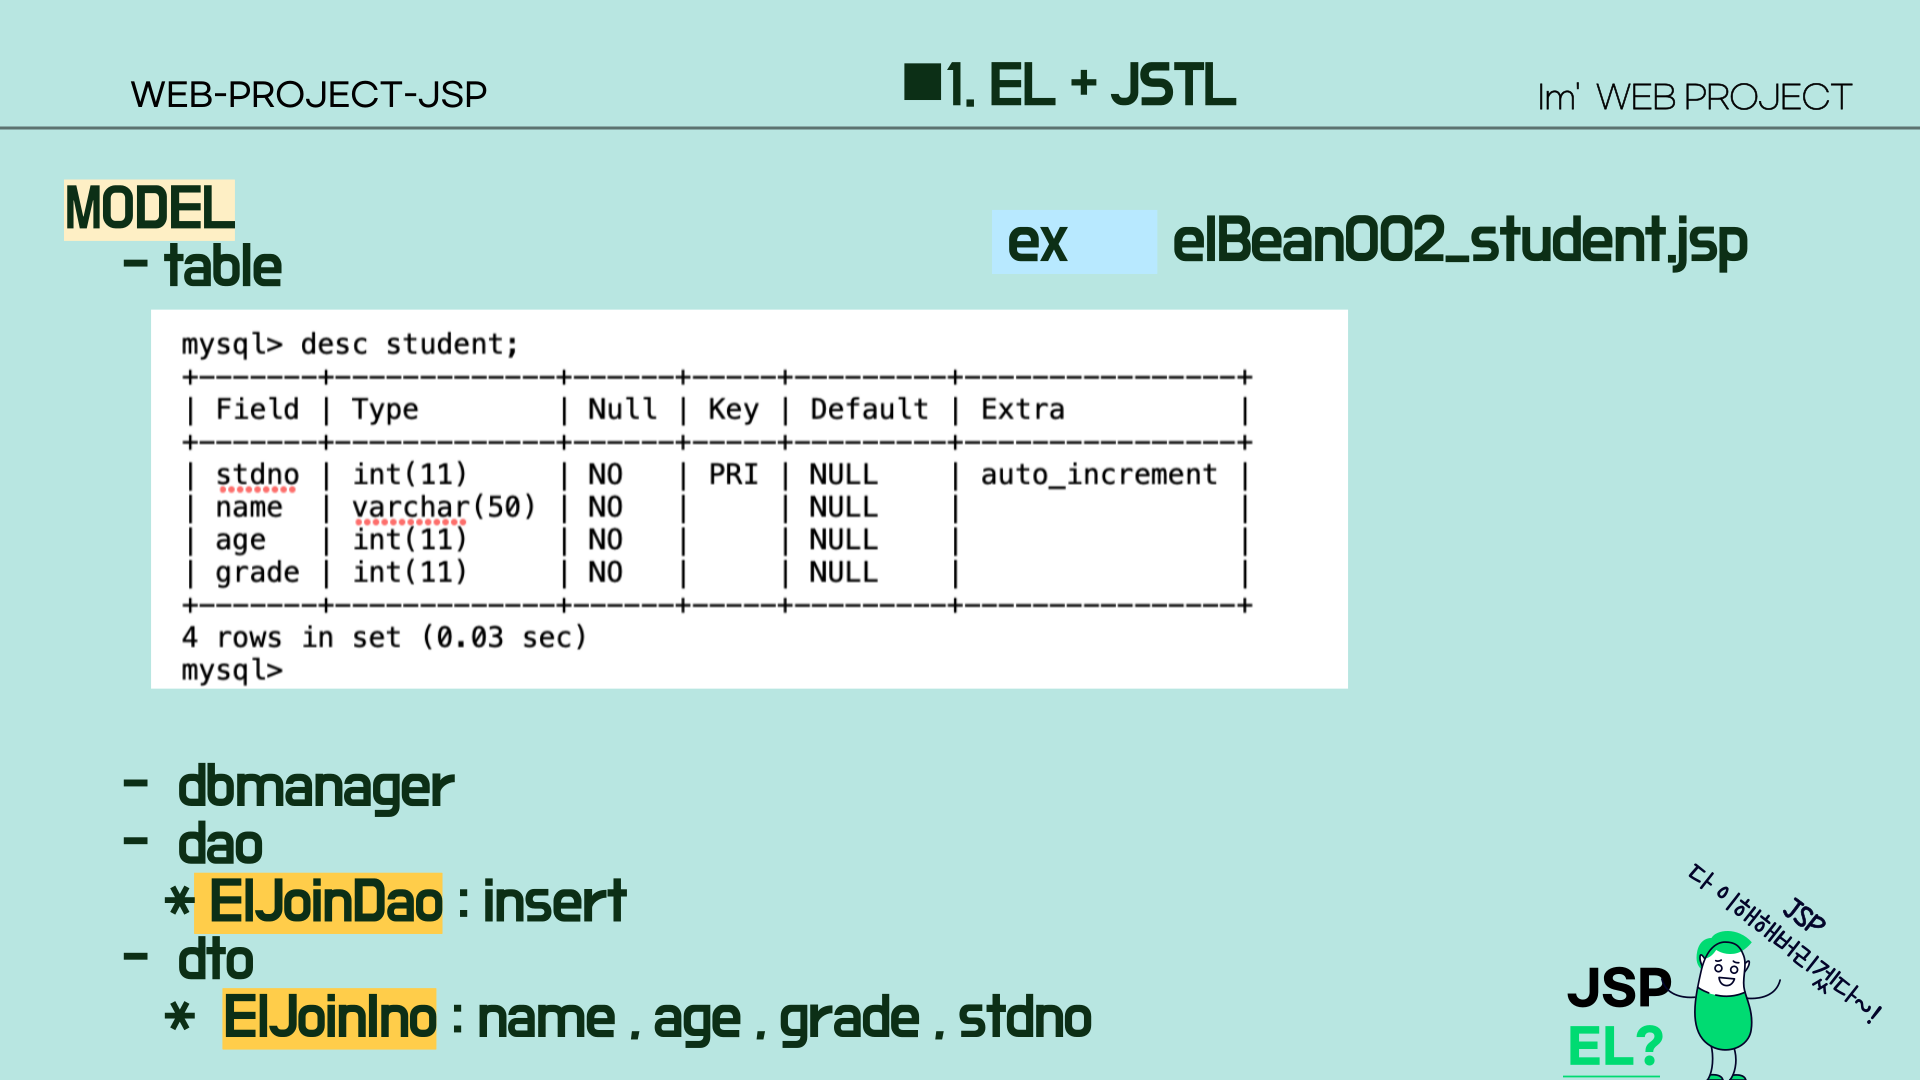 WEB-PROJECT-JSP
■1. EL + JSTL
Im' WEB PROJECT
MODEL
- table
ex elBean002_student.jsp
mysql> desc student;
+-------+-------------+------+-----+---------+----------------+
| Field | Type        | Null | Key | Default | Extra          |
+-------+-------------+------+-----+---------+----------------+
| stdno | int(11)     | NO   | PRI | NULL    | auto_increment |
| name  | varchar(50) | NO   |     | NULL    |                |
| age   | int(11)     | NO   |     | NULL    |                |
| grade | int(11)     | NO   |     | NULL    |                |
+-------+-------------+------+-----+---------+----------------+
4 rows in set (0.03 sec)
mysql>
- dbmanager
- dao
* ElJoinDao : insert
- dto
* ElJoinIno : name , age , grade , stdno
JSP
다 이해해버리겠다~!
JSP
EL?